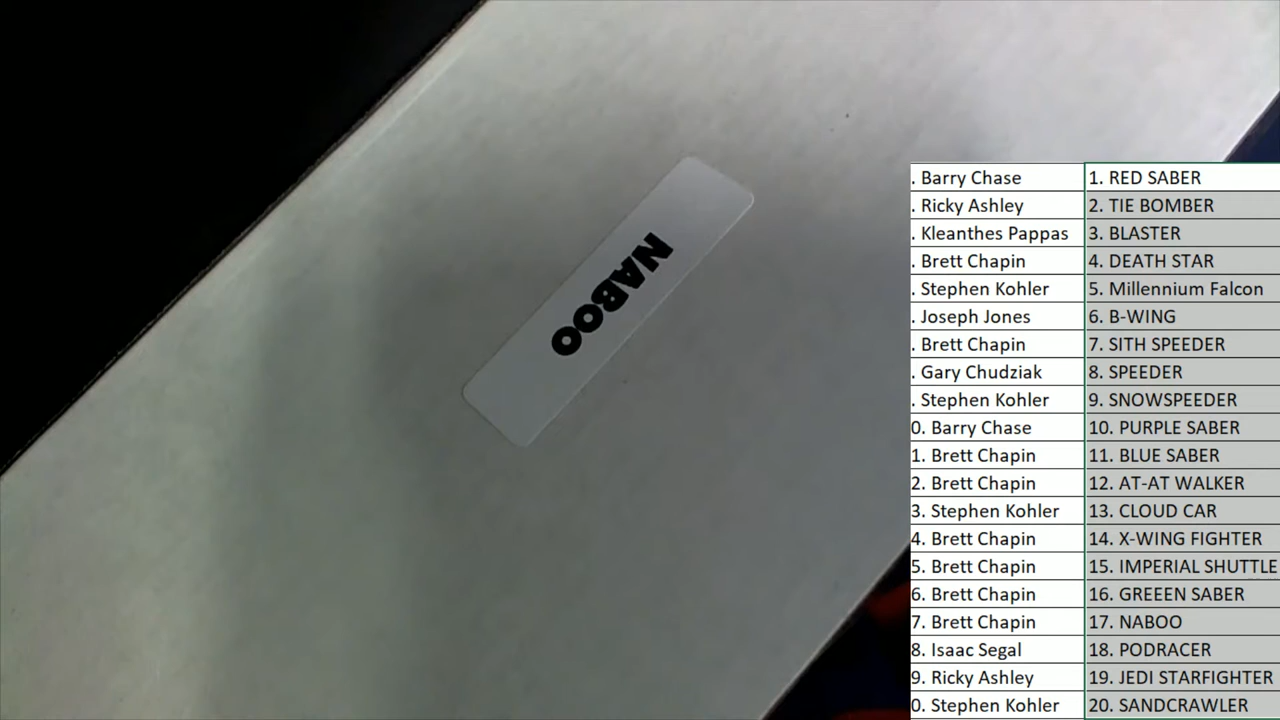 NABOO
. Barry Chase 1. RED SABER
. Ricky Ashley 2. TIE BOMBER
. Kleanthes Pappas 3. BLASTER
. Brett Chapin 4. DEATH STAR
. Stephen Kohler 5. Millennium Falcon
. Joseph Jones 6. B-WING
. Brett Chapin 7. SITH SPEEDER
. Gary Chudziak 8. SPEEDER
. Stephen Kohler 9. SNOWSPEEDER
0. Barry Chase 10. PURPLE SABER
1. Brett Chapin 11. BLUE SABER
2. Brett Chapin 12. AT-AT WALKER
3. Stephen Kohler 13. CLOUD CAR
4. Brett Chapin 14. X-WING FIGHTER
5. Brett Chapin 15. IMPERIAL SHUTTLE
6. Brett Chapin 16. GREEEN SABER
7. Brett Chapin 17. NABOO
8. Isaac Segal 18. PODRACER
9. Ricky Ashley 19. JEDI STARFIGHTER
0. Stephen Kohler 20. SANDCRAWLER